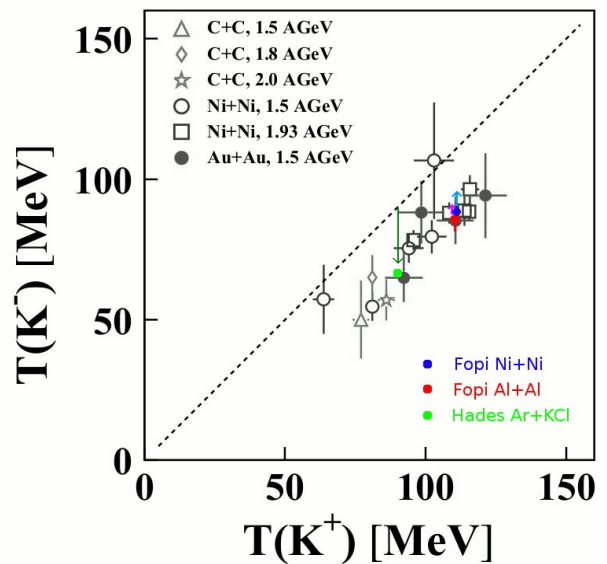 150
100
50
0
0
50
100
150
T(K⁻) [MeV]
T(K⁺) [MeV]
C+C, 1.5 AGeV
C+C, 1.8 AGeV
C+C, 2.0 AGeV
Ni+Ni, 1.5 AGeV
Ni+Ni, 1.93 AGeV
Au+Au, 1.5 AGeV
Fopi Ni+Ni
Fopi Al+Al
Hades Ar+KCl